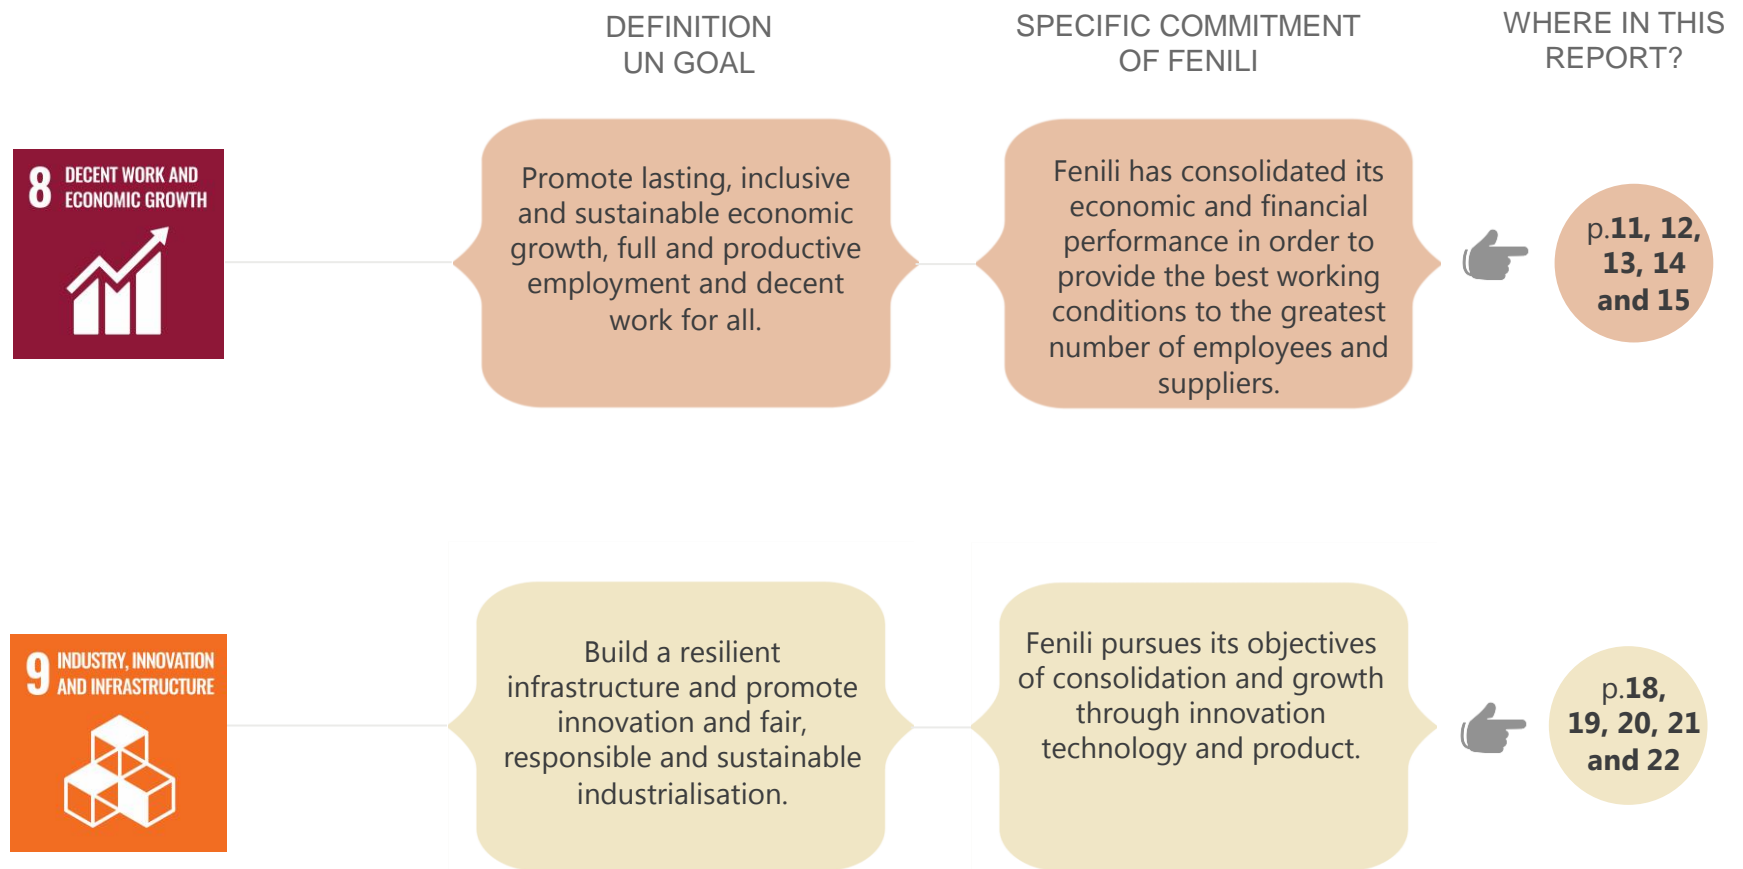 DEFINITION
UN GOAL
SPECIFIC COMMITMENT
OF FENILI
WHERE IN THIS
REPORT?
8 DECENT WORK AND
ECONOMIC GROWTH
Promote lasting, inclusive
and sustainable economic
growth, full and productive
employment and decent
work for all.
Fenili has consolidated its
economic and financial
performance in order to
provide the best working
conditions to the greatest
number of employees and
suppliers.
p.11, 12,
13, 14
and 15
9 INDUSTRY, INNOVATION
AND INFRASTRUCTURE
Build a resilient
infrastructure and promote
innovation and fair,
responsible and sustainable
industrialisation.
Fenili pursues its objectives
of consolidation and growth
through innovation
technology and product.
p.18,
19, 20, 21
and 22